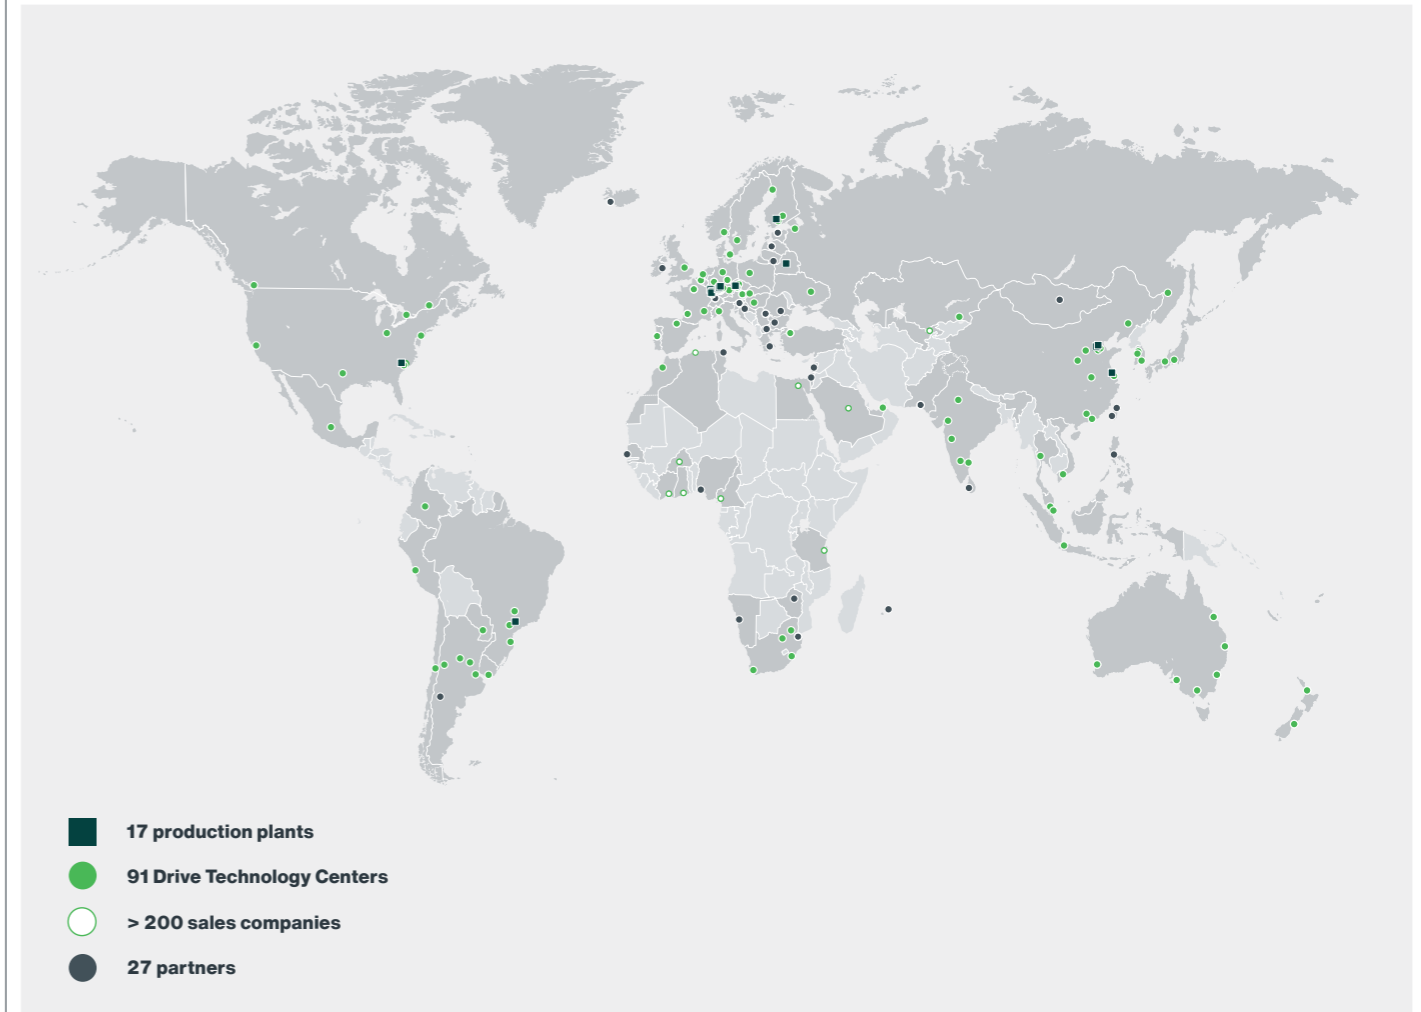 17 production plants
91 Drive Technology Centers
> 200 sales companies
27 partners